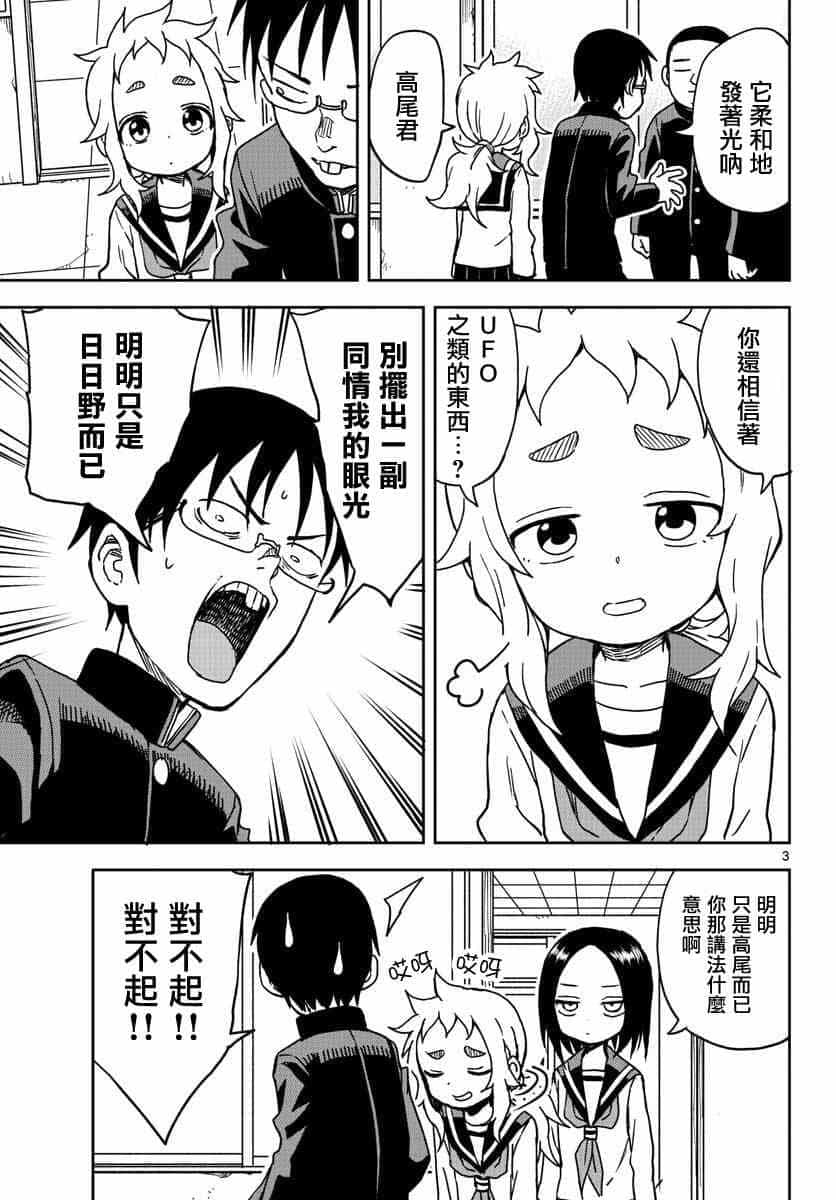 它柔和地
發著光吶
高尾君
你還相信著
UFO
之類的東西…?
別擺出一副
同情我的眼光
明明只是
日日野而已
3
明明
只是高尾而已
你那講法什麼
意思啊
哎呀
哎呀
對不起!!
對不起!!